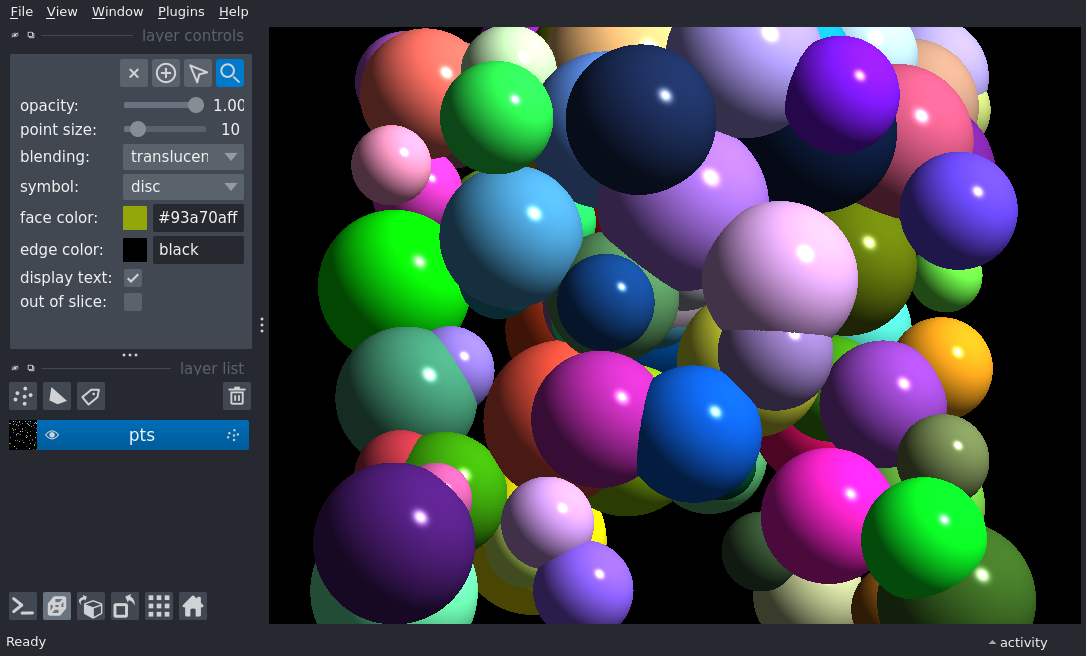 File View Window Plugins Help
layer controls
opacity: 1.00
point size: 10
blending: translucen
symbol: disc
face color: #93a70aff
edge color: black
display text:
out of slice:
layer list
pts
Ready
activity